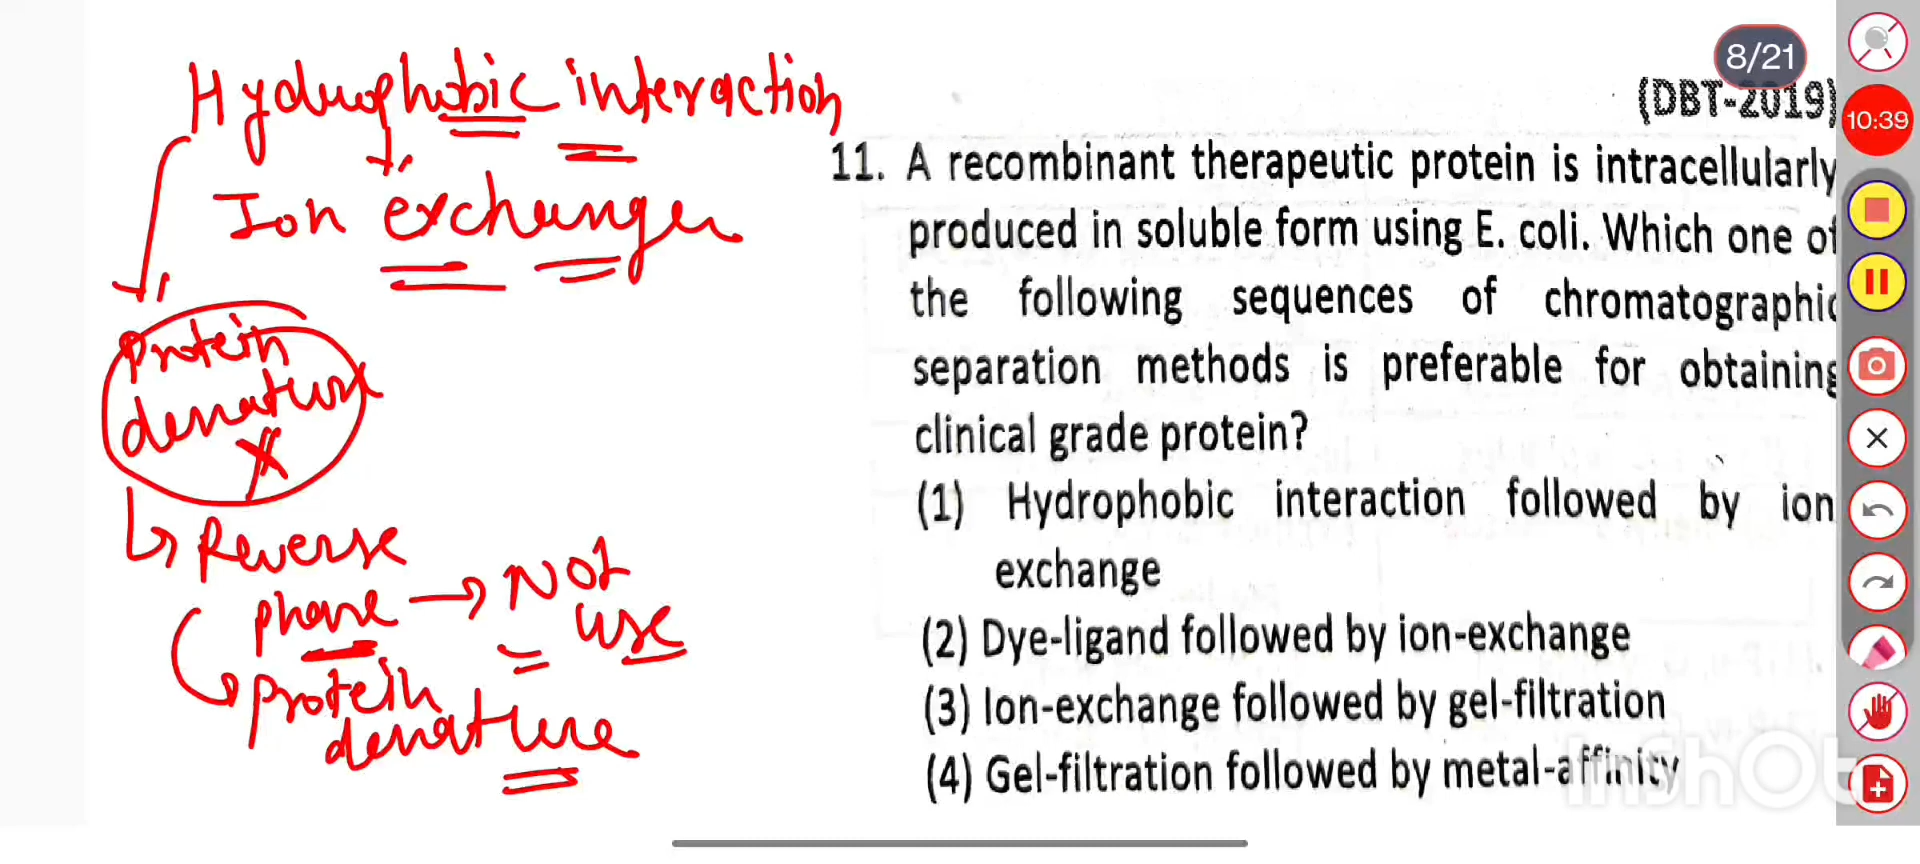 Hydrophobic interaction
Ion exchanger
Protein
denature
Reverse
phase → Not
use
protein
denature
8/21
(DBT-2019)
10:39
11. A recombinant therapeutic protein is intracellularly
produced in soluble form using E. coli. Which one of
the following sequences of chromatographic
separation methods is preferable for obtaining
clinical grade protein?
(1) Hydrophobic interaction followed by ion
exchange
(2) Dye-ligand followed by ion-exchange
(3) Ion-exchange followed by gel-filtration
(4) Gel-filtration followed by metal-affinity
InShot